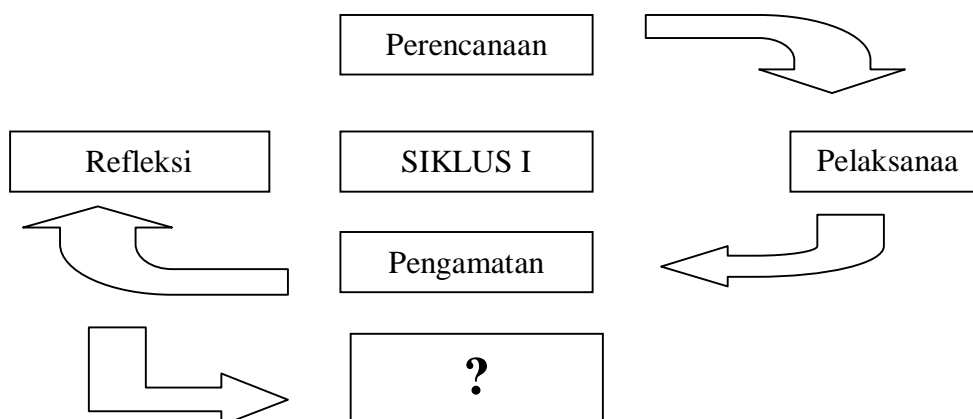 Perencanaan
Refleksi
SIKLUS I
Pelaksanaa
Pengamatan
?